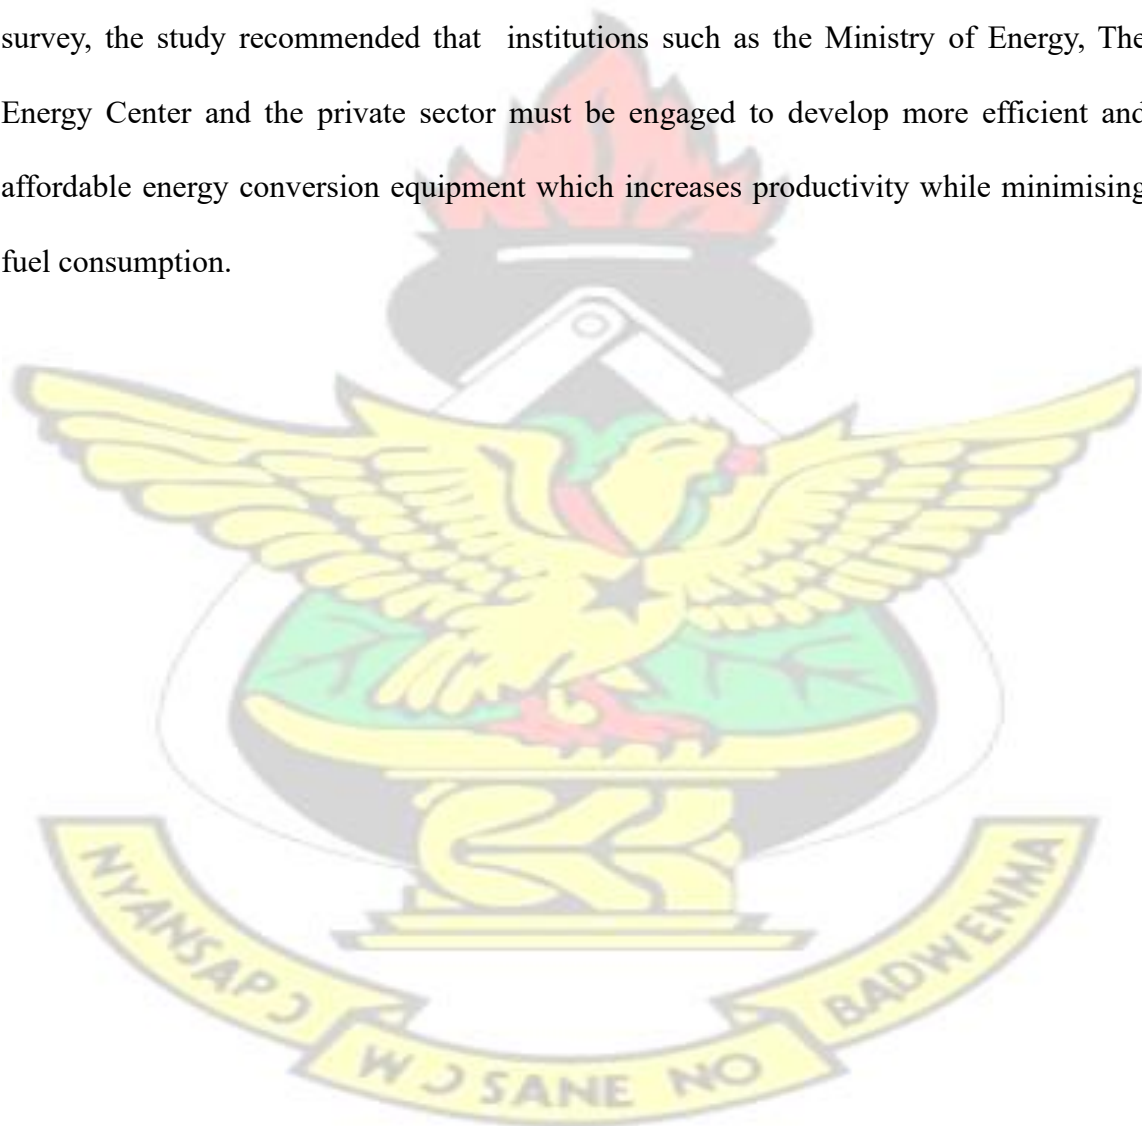 survey, the study recommended that institutions such as the Ministry of Energy, The
Energy Center and the private sector must be engaged to develop more efficient and
affordable energy conversion equipment which increases productivity while minimising
fuel consumption.
NYANSAPƆ
WƆSANE NO
BADWENMA